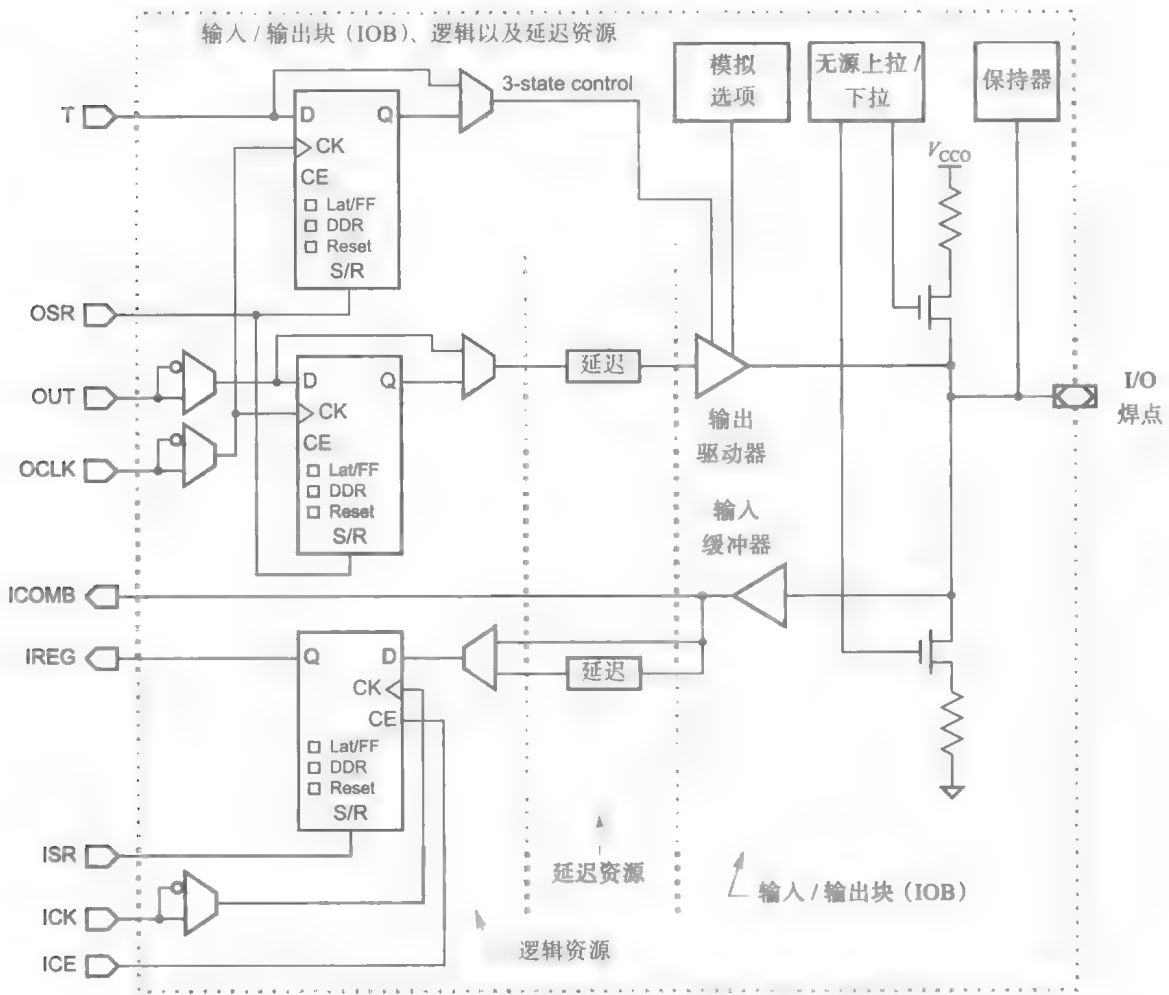 输入 / 输出块 (IOB)、逻辑以及延迟资源
模拟
选项
无源上拉 /
下拉
保持器
3-state control
T
D
Q
CK
CE
Lat/FF
DDR
Reset
S/R
VCCO
OSR
OUT
OCLK
D
Q
CK
CE
Lat/FF
DDR
Reset
S/R
延迟
输出
驱动器
I/O
焊点
输入
缓冲器
ICOMB
IREG
Q
D
CK
CE
Lat/FF
DDR
Reset
S/R
延迟
ISR
ICK
ICE
延迟资源
逻辑资源
输入 / 输出块 (IOB)